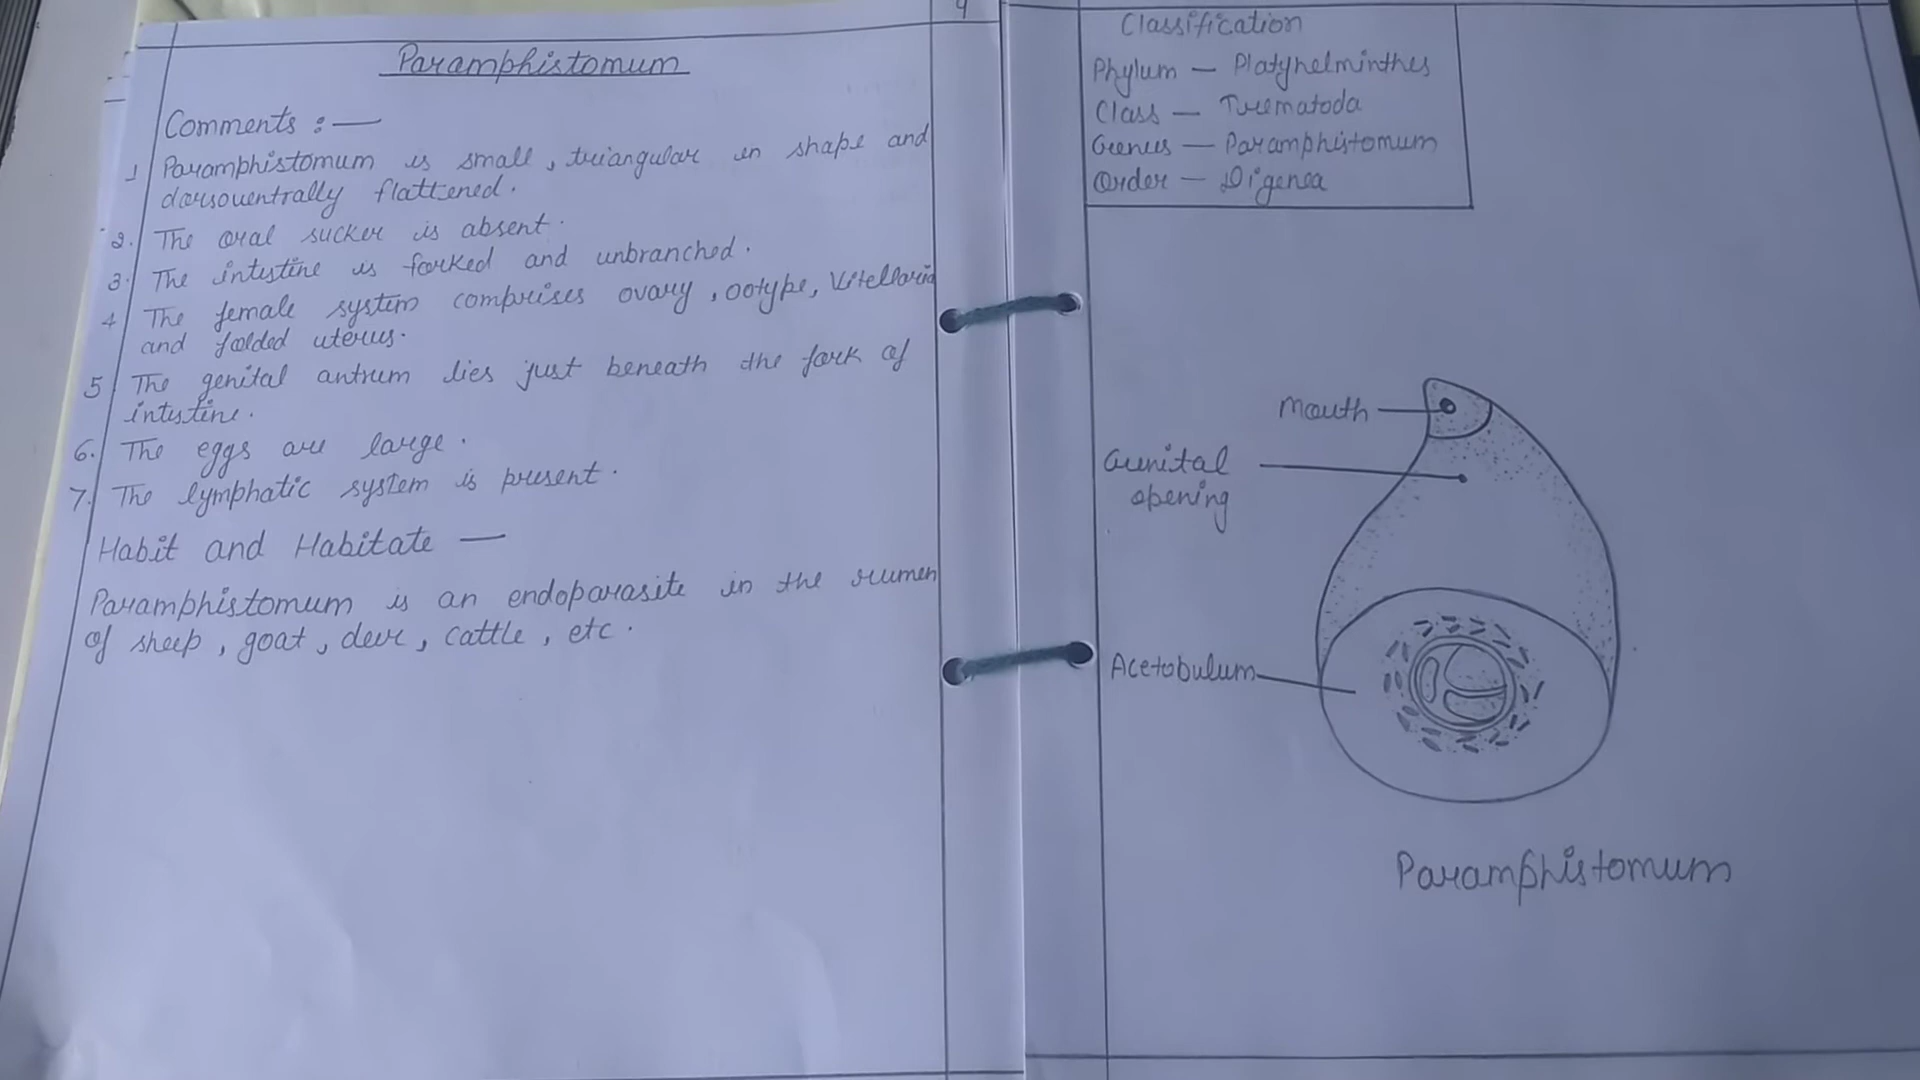 4
Paramphistomum
Comments :—
1 Paramphistomum is small, triangular in shape and
dorsouentrally flattened.
2. The oral sucker is absent.
3. The intestine is forked and unbranched.
4 The female system comprises ovary, ootype, Vitellaria
and folded uterus.
5 The genital antrum lies just beneath the fork of
intestine.
6. The eggs are large.
7. The lymphatic system is present.
Habit and Habitate —
Paramphistomum is an endoparasite in the rumen
of sheep, goat, deer, cattle, etc.
Classification
Phylum — Platyhelminthes
Class — Trematoda
Genus — Paramphistomum
Order — Digenea
Mouth
Genital
opening
Acetobulum
Paramphistomum